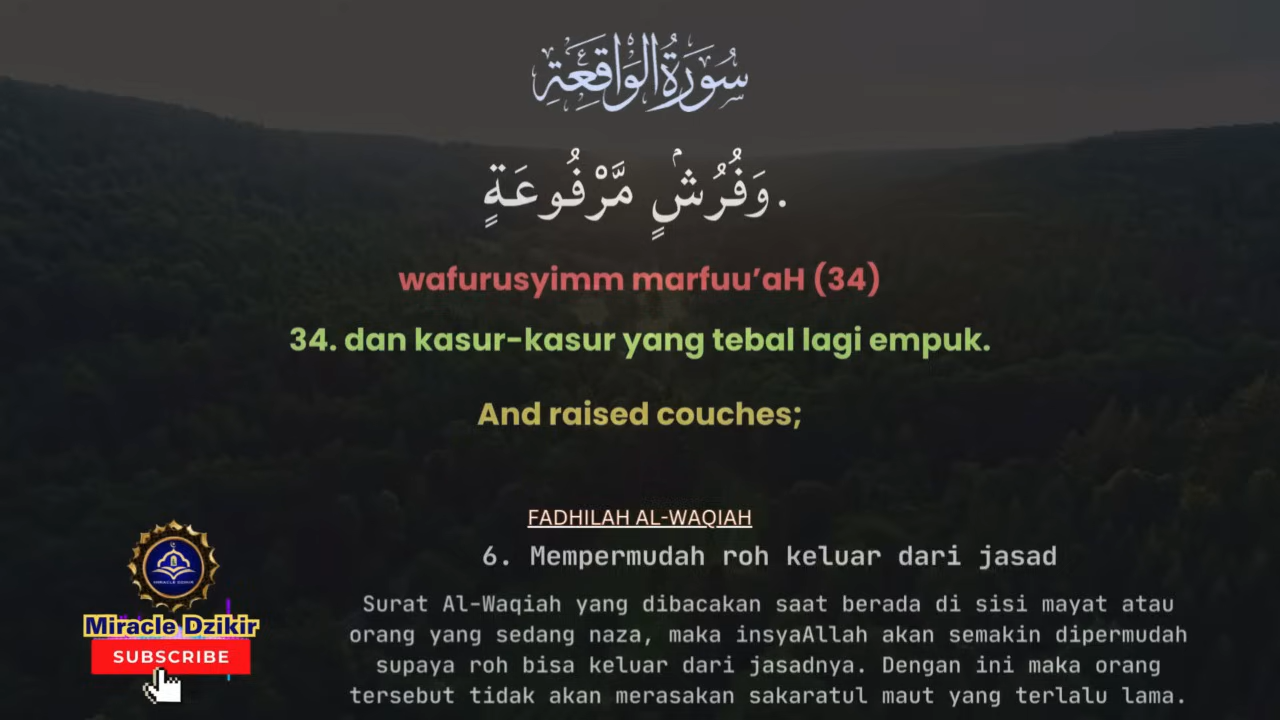 سُورَةُ الْوَاقِعَةِ
وَفُرُشٍۢ مَّرْفُوعَةٍ.
wafurusyimm marfuu’aH (34)
34. dan kasur-kasur yang tebal lagi empuk.
And raised couches;
FADHILAH AL-WAQIAH
6. Mempermudah roh keluar dari jasad
Surat Al-Waqiah yang dibacakan saat berada di sisi mayat atau
orang yang sedang naza, maka insyaAllah akan semakin dipermudah
supaya roh bisa keluar dari jasadnya. Dengan ini maka orang
tersebut tidak akan merasakan sakaratul maut yang terlalu lama.
MIRACLE DZIKIR
Miracle Dzikir
SUBSCRIBE